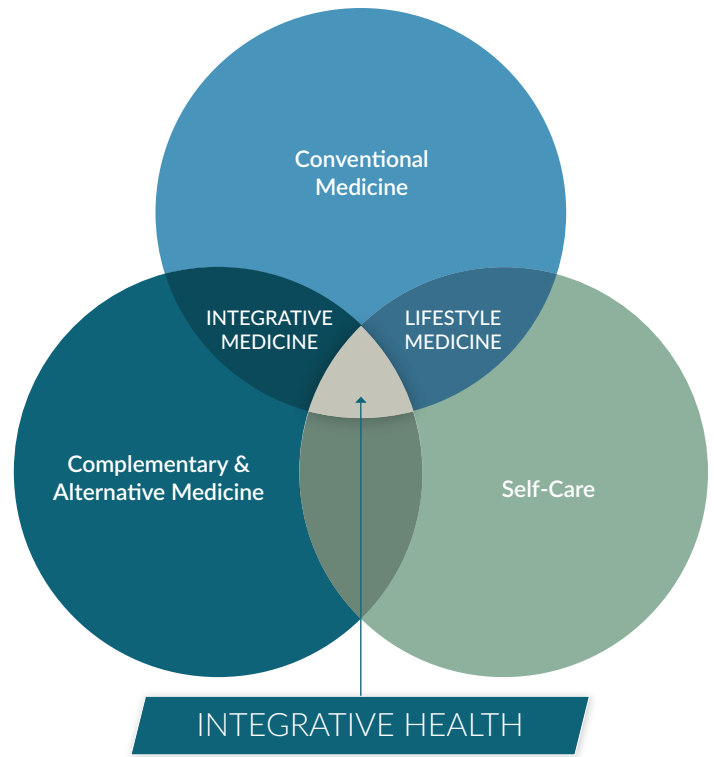 Conventional
Medicine
INTEGRATIVE
MEDICINE
LIFESTYLE
MEDICINE
Complementary &
Alternative Medicine
Self-Care
INTEGRATIVE HEALTH